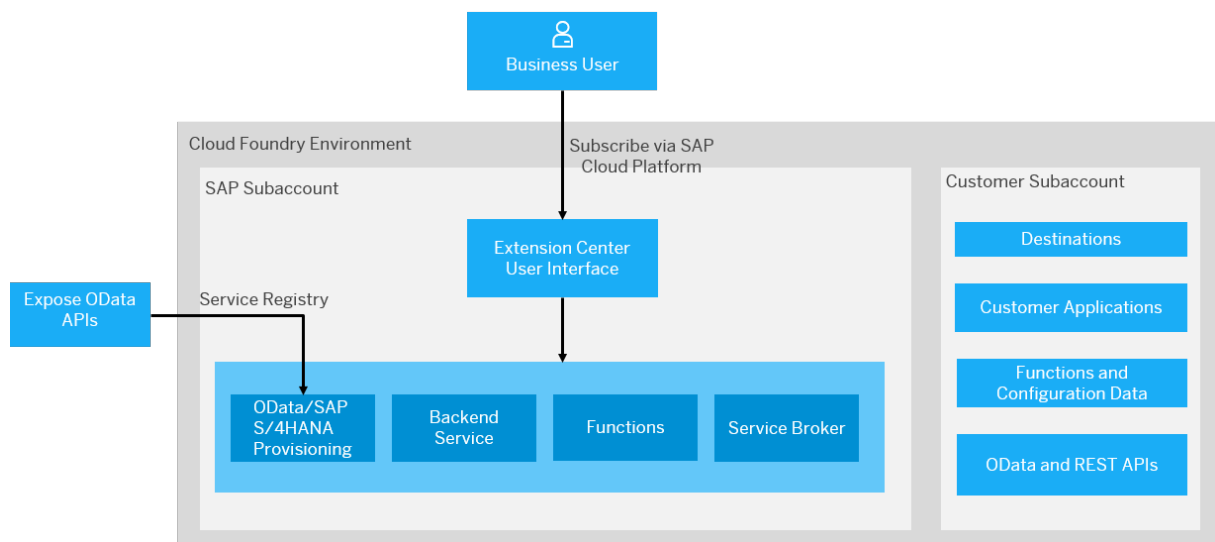 Business User
Cloud Foundry Environment
Subscribe via SAP
Cloud Platform
SAP Subaccount
Customer Subaccount
Extension Center
User Interface
Destinations
Expose OData
APIs
Service Registry
Customer Applications
Functions and
Configuration Data
OData/SAP
S/4HANA
Provisioning
Backend
Service
Functions
Service Broker
OData and REST APIs